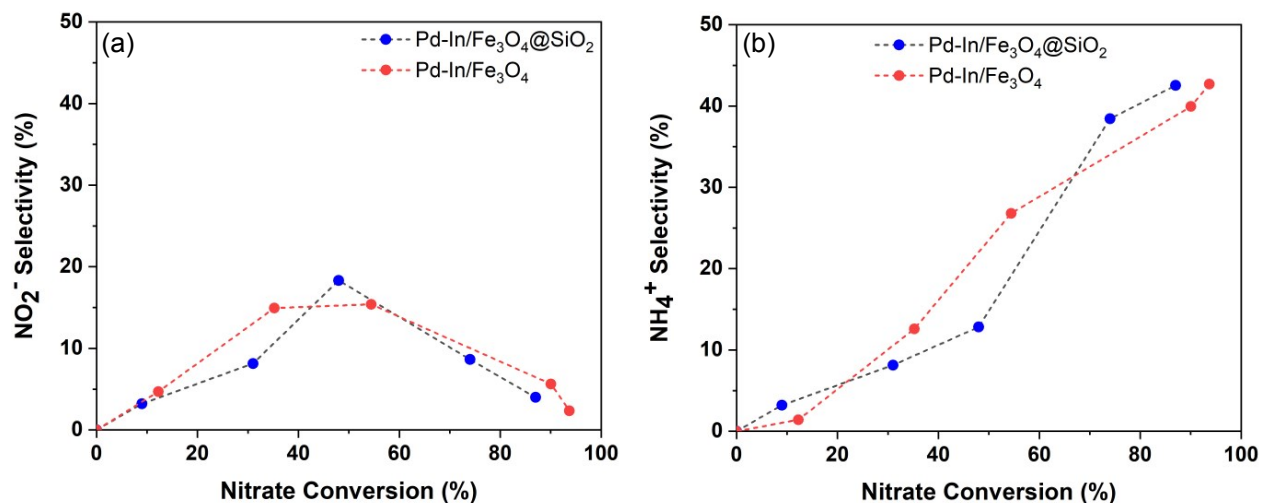 (a)
Pd-In/Fe₃O₄@SiO₂
Pd-In/Fe₃O₄
50
40
30
20
10
0
NO₂⁻ Selectivity (%)
0 20 40 60 80 100
Nitrate Conversion (%)
(b)
Pd-In/Fe₃O₄@SiO₂
Pd-In/Fe₃O₄
50
40
30
20
10
0
NH₄⁺ Selectivity (%)
0 20 40 60 80 100
Nitrate Conversion (%)